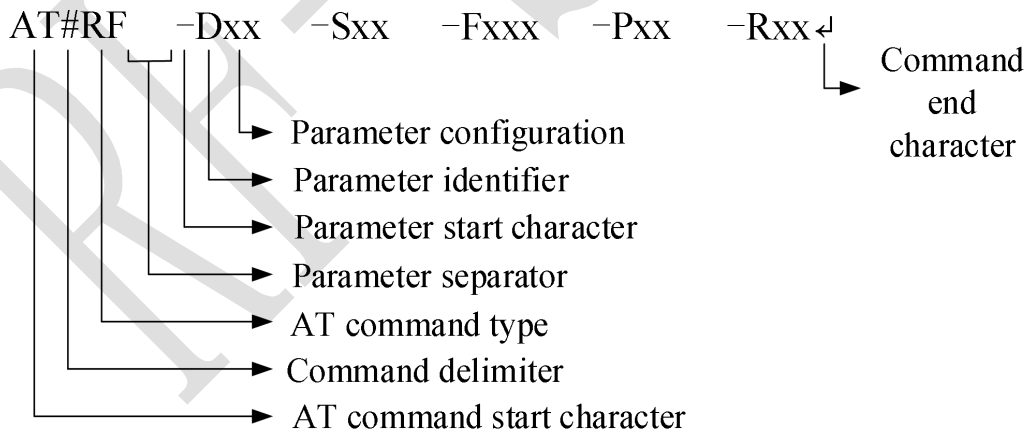 AT#RF –Dxx –Sxx –Fxxx –Pxx –Rxx↵
Command
end
character
Parameter configuration
Parameter identifier
Parameter start character
Parameter separator
AT command type
Command delimiter
AT command start character